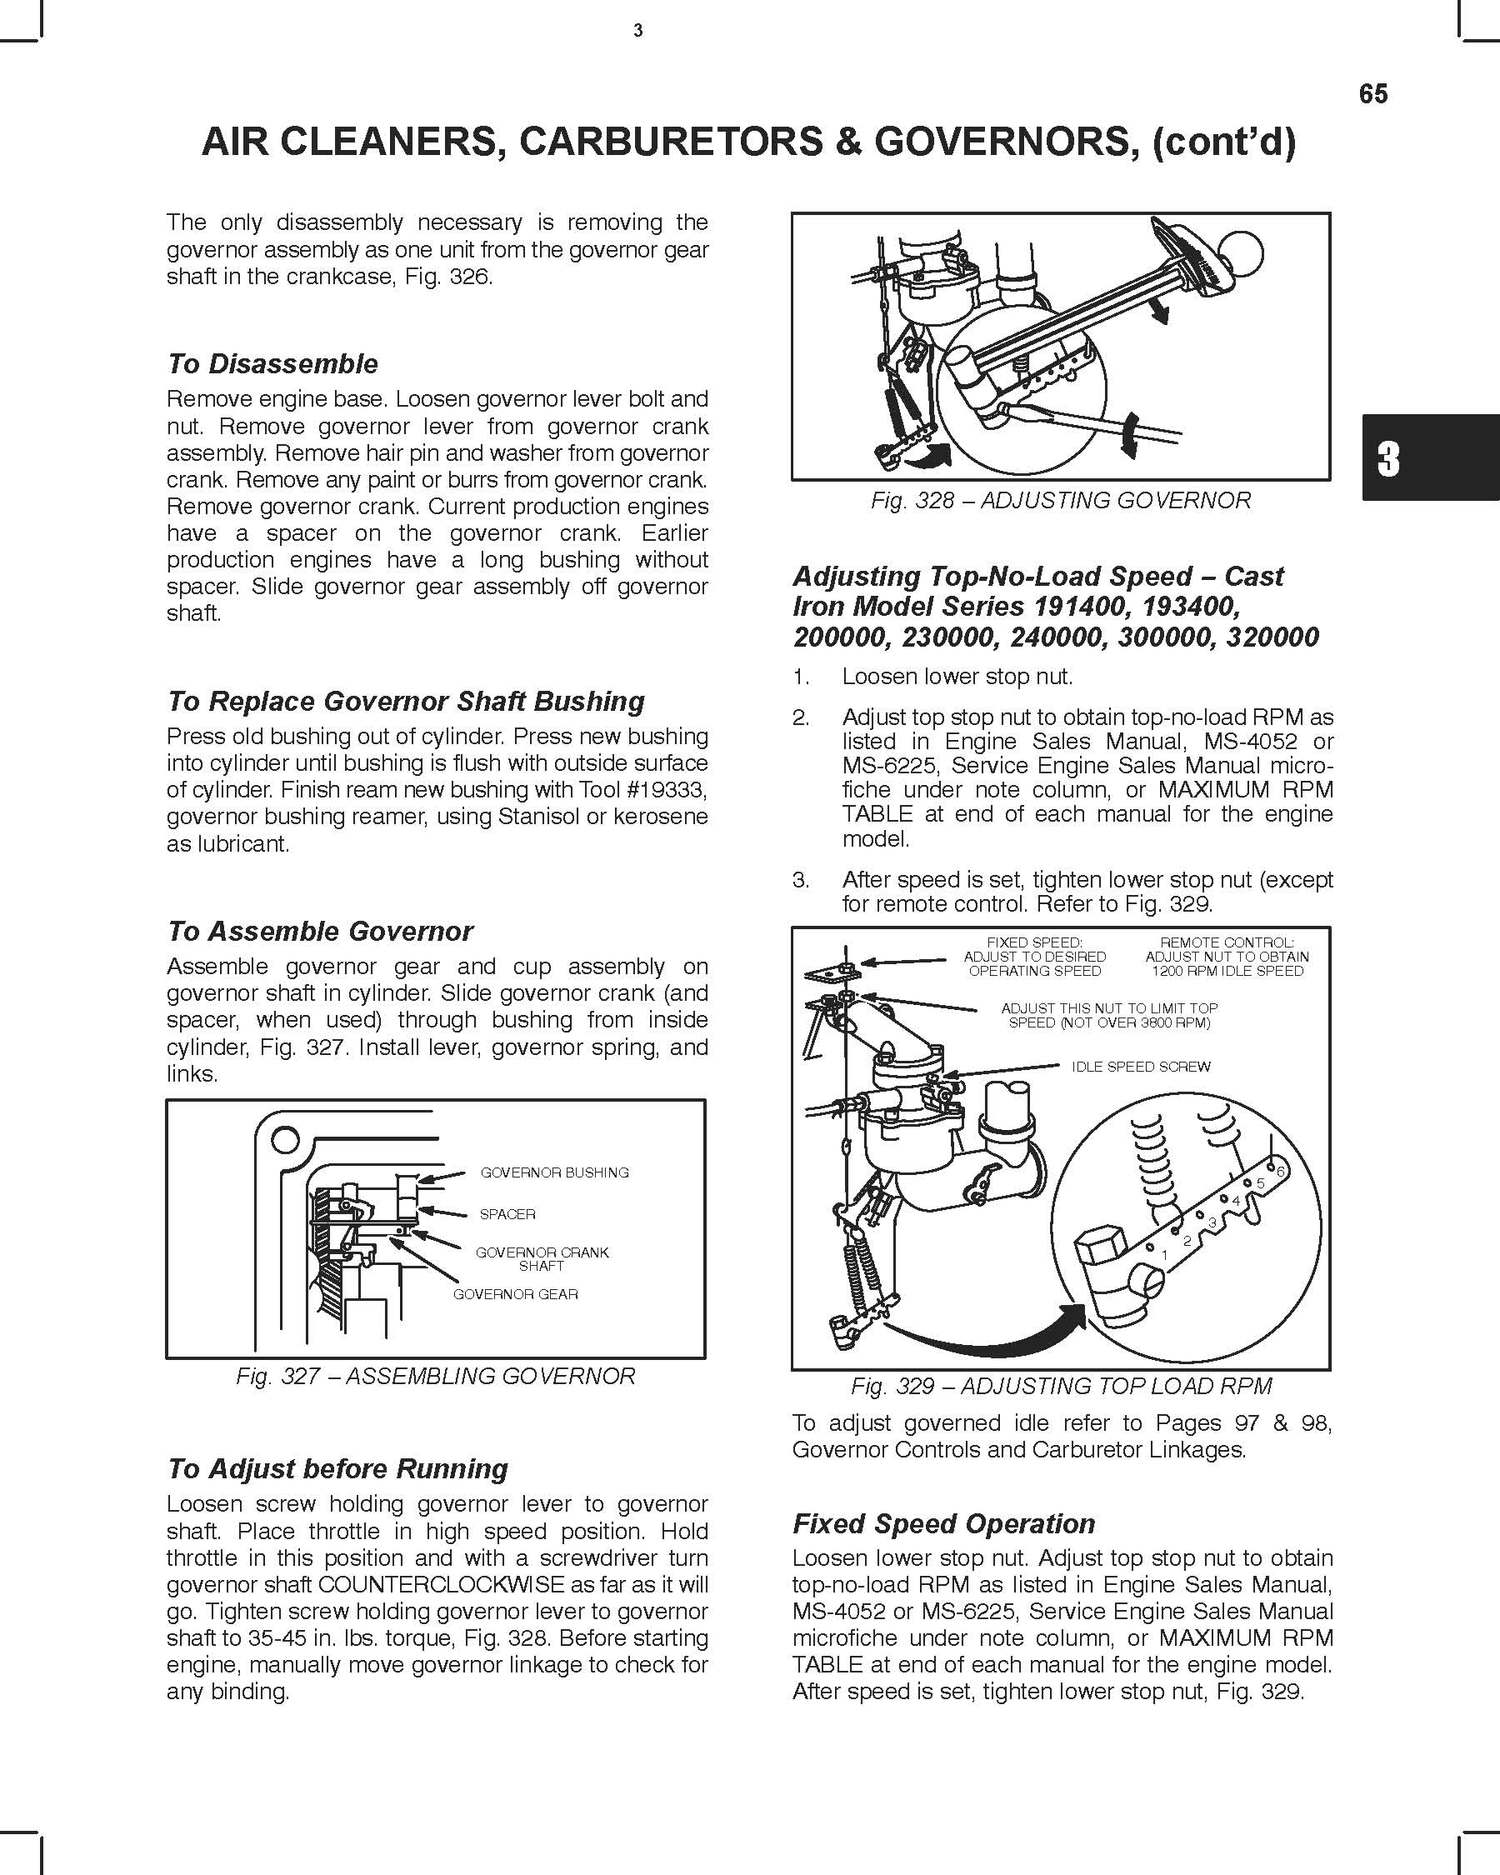 3
65
AIR CLEANERS, CARBURETORS & GOVERNORS, (cont’d)
The only disassembly necessary is removing the
governor assembly as one unit from the governor gear
shaft in the crankcase, Fig. 326.
To Disassemble
Remove engine base. Loosen governor lever bolt and
nut. Remove governor lever from governor crank
assembly. Remove hair pin and washer from governor
crank. Remove any paint or burrs from governor crank.
Remove governor crank. Current production engines
have a spacer on the governor crank. Earlier
production engines have a long bushing without
spacer. Slide governor gear assembly off governor
shaft.
To Replace Governor Shaft Bushing
Press old bushing out of cylinder. Press new bushing
into cylinder until bushing is flush with outside surface
of cylinder. Finish ream new bushing with Tool #19333,
governor bushing reamer, using Stanisol or kerosene
as lubricant.
To Assemble Governor
Assemble governor gear and cup assembly on
governor shaft in cylinder. Slide governor crank (and
spacer, when used) through bushing from inside
cylinder, Fig. 327. Install lever, governor spring, and
links.
GOVERNOR BUSHING
SPACER
GOVERNOR CRANK
SHAFT
GOVERNOR GEAR
Fig. 327 – ASSEMBLING GOVERNOR
To Adjust before Running
Loosen screw holding governor lever to governor
shaft. Place throttle in high speed position. Hold
throttle in this position and with a screwdriver turn
governor shaft COUNTERCLOCKWISE as far as it will
go. Tighten screw holding governor lever to governor
shaft to 35-45 in. lbs. torque, Fig. 328. Before starting
engine, manually move governor linkage to check for
any binding.
Fig. 328 – ADJUSTING GOVERNOR
3
Adjusting Top-No-Load Speed – Cast
Iron Model Series 191400, 193400,
200000, 230000, 240000, 300000, 320000
1. Loosen lower stop nut.
2. Adjust top stop nut to obtain top-no-load RPM as
listed in Engine Sales Manual, MS-4052 or
MS-6225, Service Engine Sales Manual micro-
fiche under note column, or MAXIMUM RPM
TABLE at end of each manual for the engine
model.
3. After speed is set, tighten lower stop nut (except
for remote control. Refer to Fig. 329.
FIXED SPEED:
ADJUST TO DESIRED
OPERATING SPEED
REMOTE CONTROL:
ADJUST NUT TO OBTAIN
1200 RPM IDLE SPEED
ADJUST THIS NUT TO LIMIT TOP
SPEED (NOT OVER 3800 RPM)
IDLE SPEED SCREW
6
5
4
3
2
1
Fig. 329 – ADJUSTING TOP LOAD RPM
To adjust governed idle refer to Pages 97 & 98,
Governor Controls and Carburetor Linkages.
Fixed Speed Operation
Loosen lower stop nut. Adjust top stop nut to obtain
top-no-load RPM as listed in Engine Sales Manual,
MS-4052 or MS-6225, Service Engine Sales Manual
microfiche under note column, or MAXIMUM RPM
TABLE at end of each manual for the engine model.
After speed is set, tighten lower stop nut, Fig. 329.